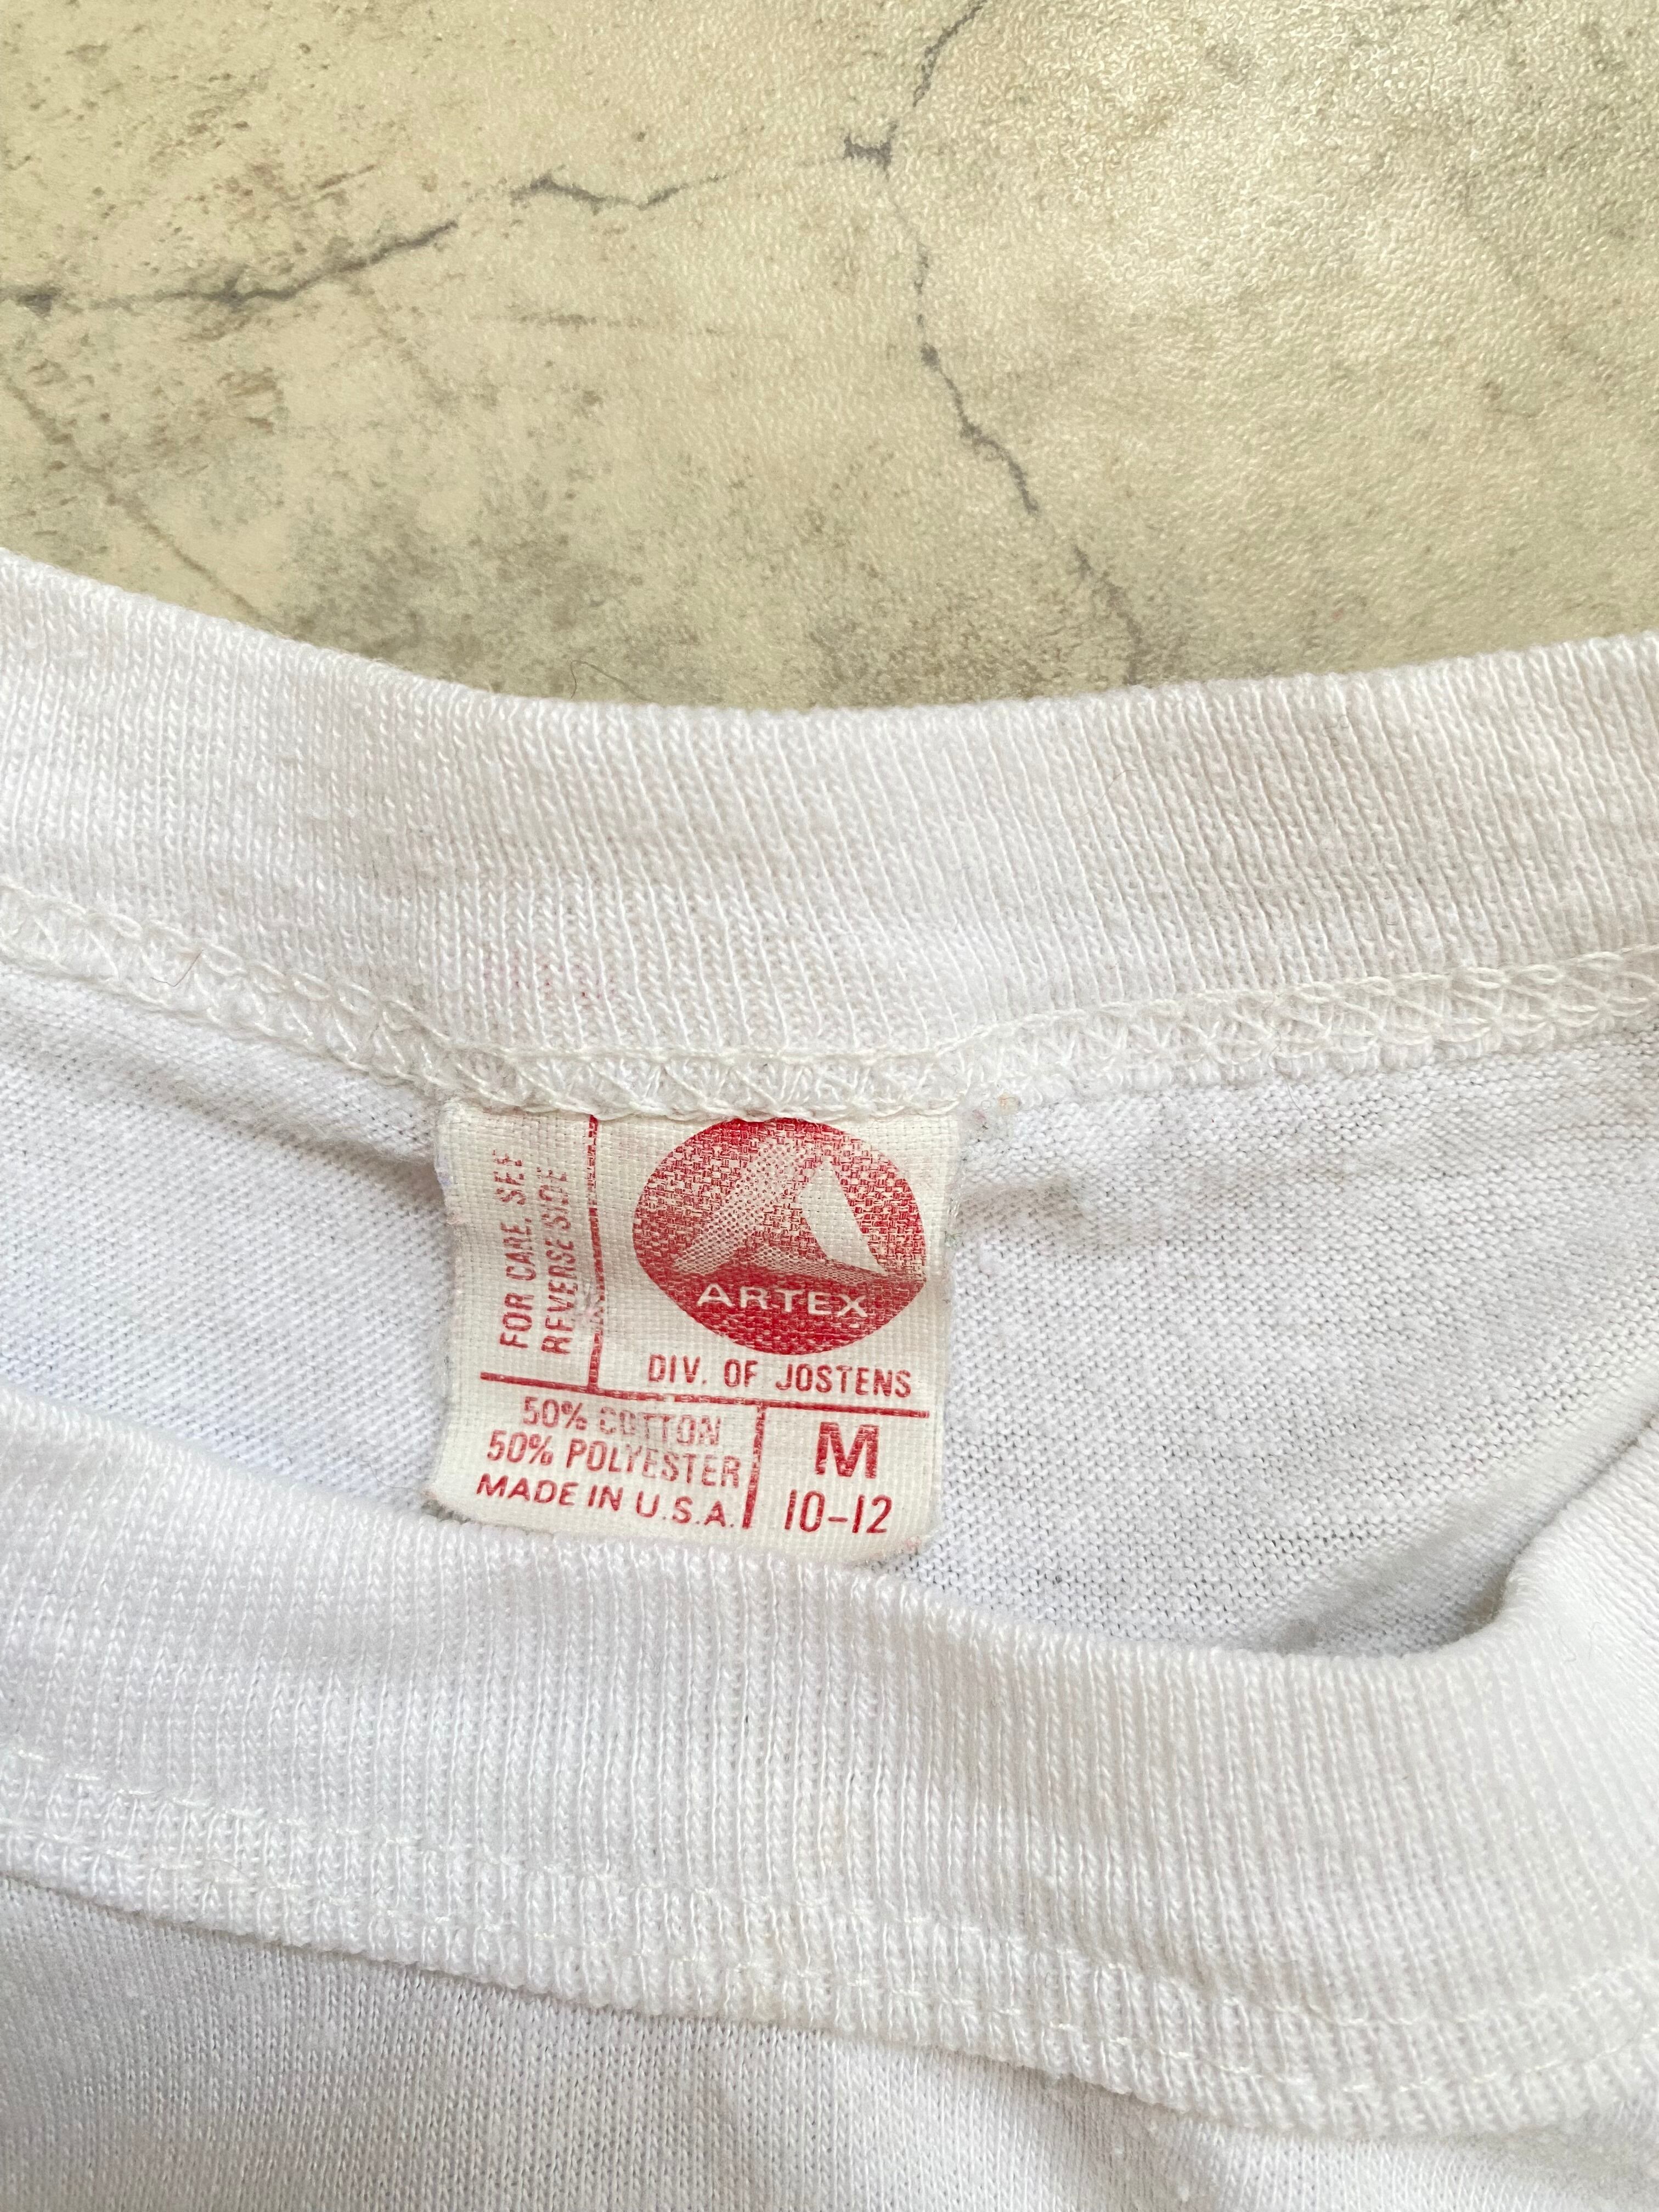 FOR CARE, SEE
REVERSE SIDE
ARTEX
DIV. OF JOSTENS
50% COTTON
50% POLYESTER
MADE IN U.S.A.
M
10-12